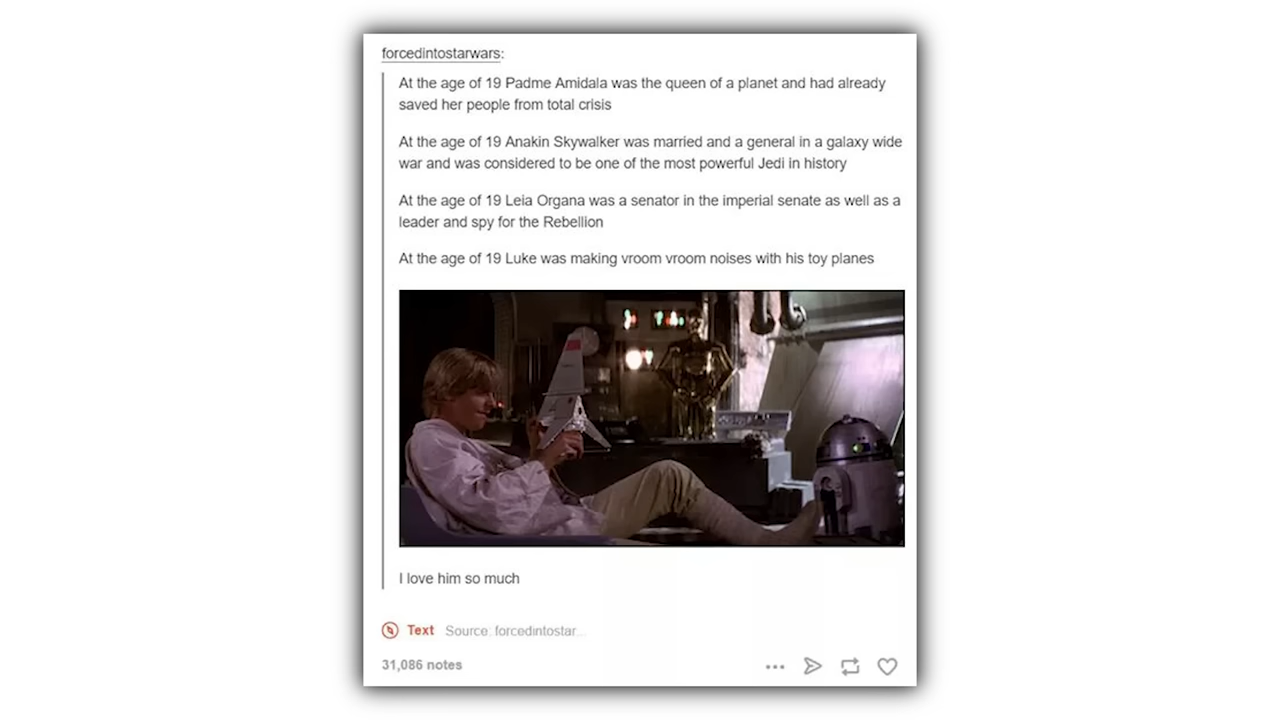 forcedintostarwars:
At the age of 19 Padme Amidala was the queen of a planet and had already
saved her people from total crisis
At the age of 19 Anakin Skywalker was married and a general in a galaxy wide
war and was considered to be one of the most powerful Jedi in history
At the age of 19 Leia Organa was a senator in the imperial senate as well as a
leader and spy for the Rebellion
At the age of 19 Luke was making vroom vroom noises with his toy planes
I love him so much
Text Source: forcedintostar...
31,086 notes